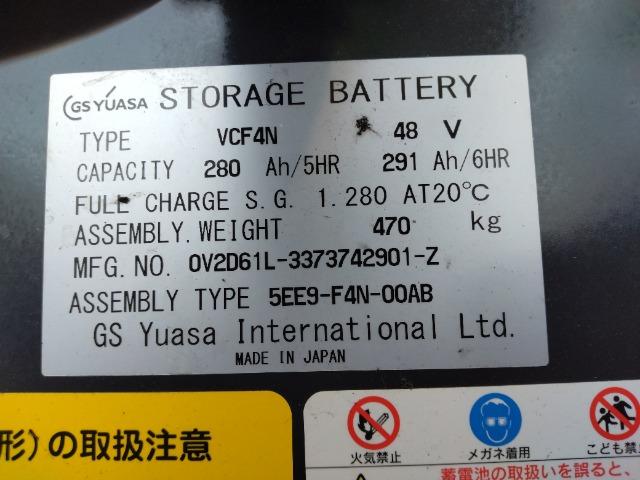 GS YUASA STORAGE BATTERY
TYPE VCF4N 48 V
CAPACITY 280 Ah/5HR 291 Ah/6HR
FULL CHARGE S.G. 1.280 AT20℃
ASSEMBLY.WEIGHT 470 kg
MFG.NO. 0V2D61L-3373742901-Z
ASSEMBLY TYPE 5EE9-F4N-00AB
GS Yuasa International Ltd.
MADE IN JAPAN
形)の取扱注意
火気禁止
メガネ着用
こども禁
蓄電池の取扱いを誤ると、